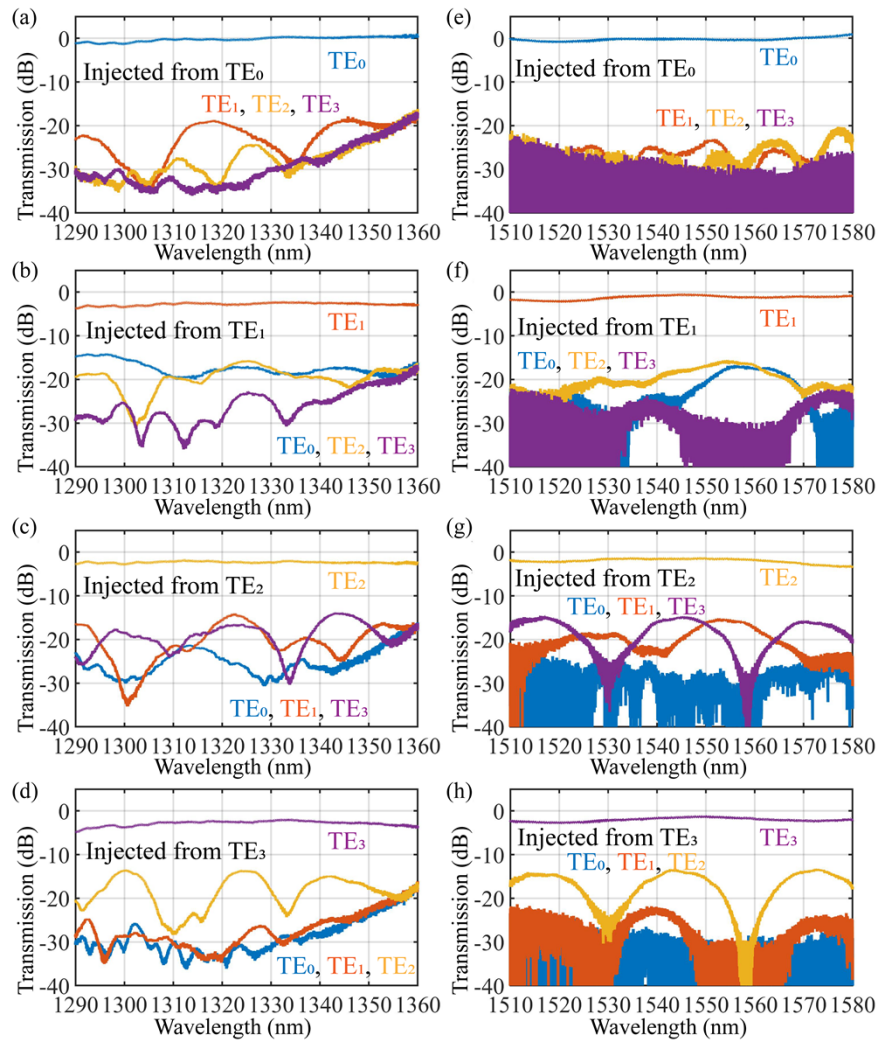 (a)
Transmission (dB)
0
-10
-20
-30
-40
Injected from TE₀
TE₀
TE₁, TE₂, TE₃
1290 1300 1310 1320 1330 1340 1350 1360
Wavelength (nm)
(e)
Transmission (dB)
0
-10
-20
-30
-40
Injected from TE₀
TE₀
TE₁, TE₂, TE₃
1510 1520 1530 1540 1550 1560 1570 1580
Wavelength (nm)
(b)
Transmission (dB)
0
-10
-20
-30
-40
Injected from TE₁
TE₁
TE₀, TE₂, TE₃
1290 1300 1310 1320 1330 1340 1350 1360
Wavelength (nm)
(f)
Transmission (dB)
0
-10
-20
-30
-40
Injected from TE₁
TE₁
TE₀, TE₂, TE₃
1510 1520 1530 1540 1550 1560 1570 1580
Wavelength (nm)
(c)
Transmission (dB)
0
-10
-20
-30
-40
Injected from TE₂
TE₂
TE₀, TE₁, TE₃
1290 1300 1310 1320 1330 1340 1350 1360
Wavelength (nm)
(g)
Transmission (dB)
0
-10
-20
-30
-40
Injected from TE₂
TE₂
TE₀, TE₁, TE₃
1510 1520 1530 1540 1550 1560 1570 1580
Wavelength (nm)
(d)
Transmission (dB)
0
-10
-20
-30
-40
Injected from TE₃
TE₃
TE₀, TE₁, TE₂
1290 1300 1310 1320 1330 1340 1350 1360
Wavelength (nm)
(h)
Transmission (dB)
0
-10
-20
-30
-40
Injected from TE₃
TE₃
TE₀, TE₁, TE₂
1510 1520 1530 1540 1550 1560 1570 1580
Wavelength (nm)